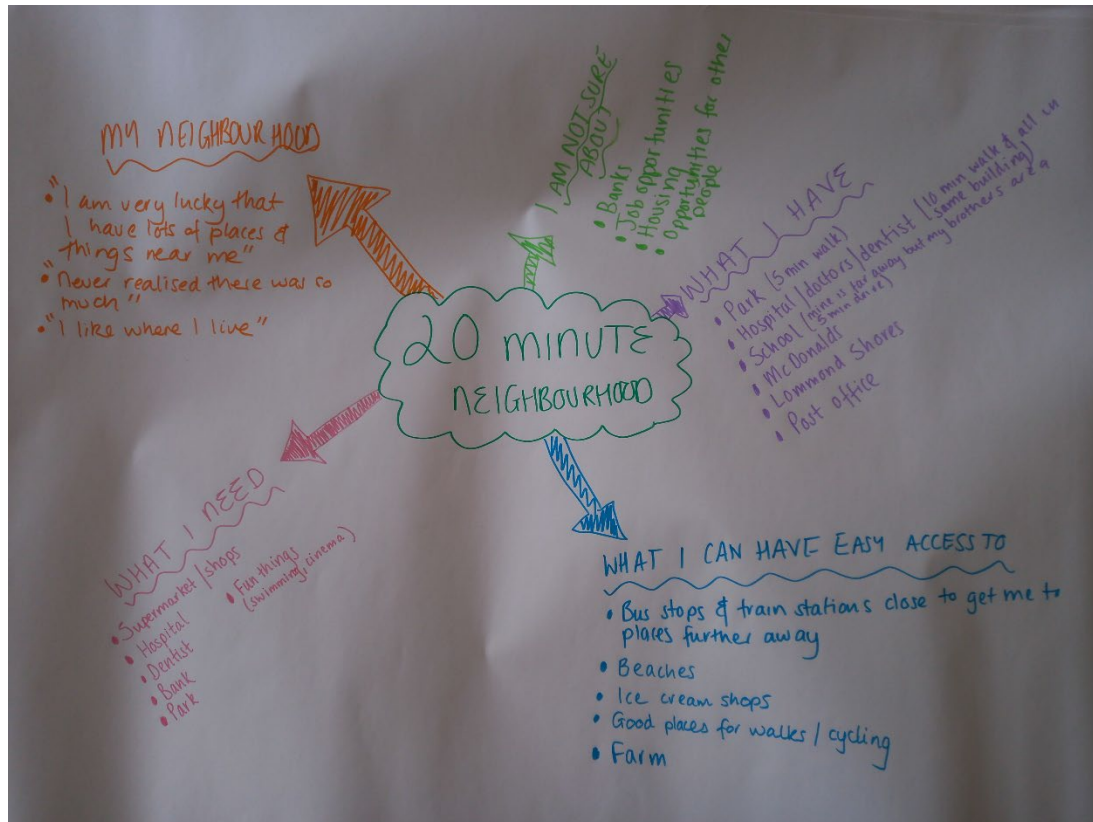 20 MINUTE
NEIGHBOURHOOD
MY NEIGHBOURHOOD
• "I am very lucky that
I have lots of places &
things near me"
• "Never realised there was so
much"
• "I like where I live"
I AM NOT SURE
ABOUT
• Banks
• Job opportunities
• Housing
• Opportunities for other
people
WHAT I HAVE
• Park (5 min walk)
• Hospital/doctors/dentist (10 min walk & all in
same building)
• School (mine is far away but my brothers are a
5 min drive)
• McDonalds
• Lommond Shores
• Post office
WHAT I NEED
• Supermarket/shops
• Hospital
• Dentist
• Bank
• Park
• Fun things
(swimming, cinema)
WHAT I CAN HAVE EASY ACCESS TO
• Bus stops & train stations close to get me to
places further away
• Beaches
• Ice cream shops
• Good places for walks / cycling
• Farm